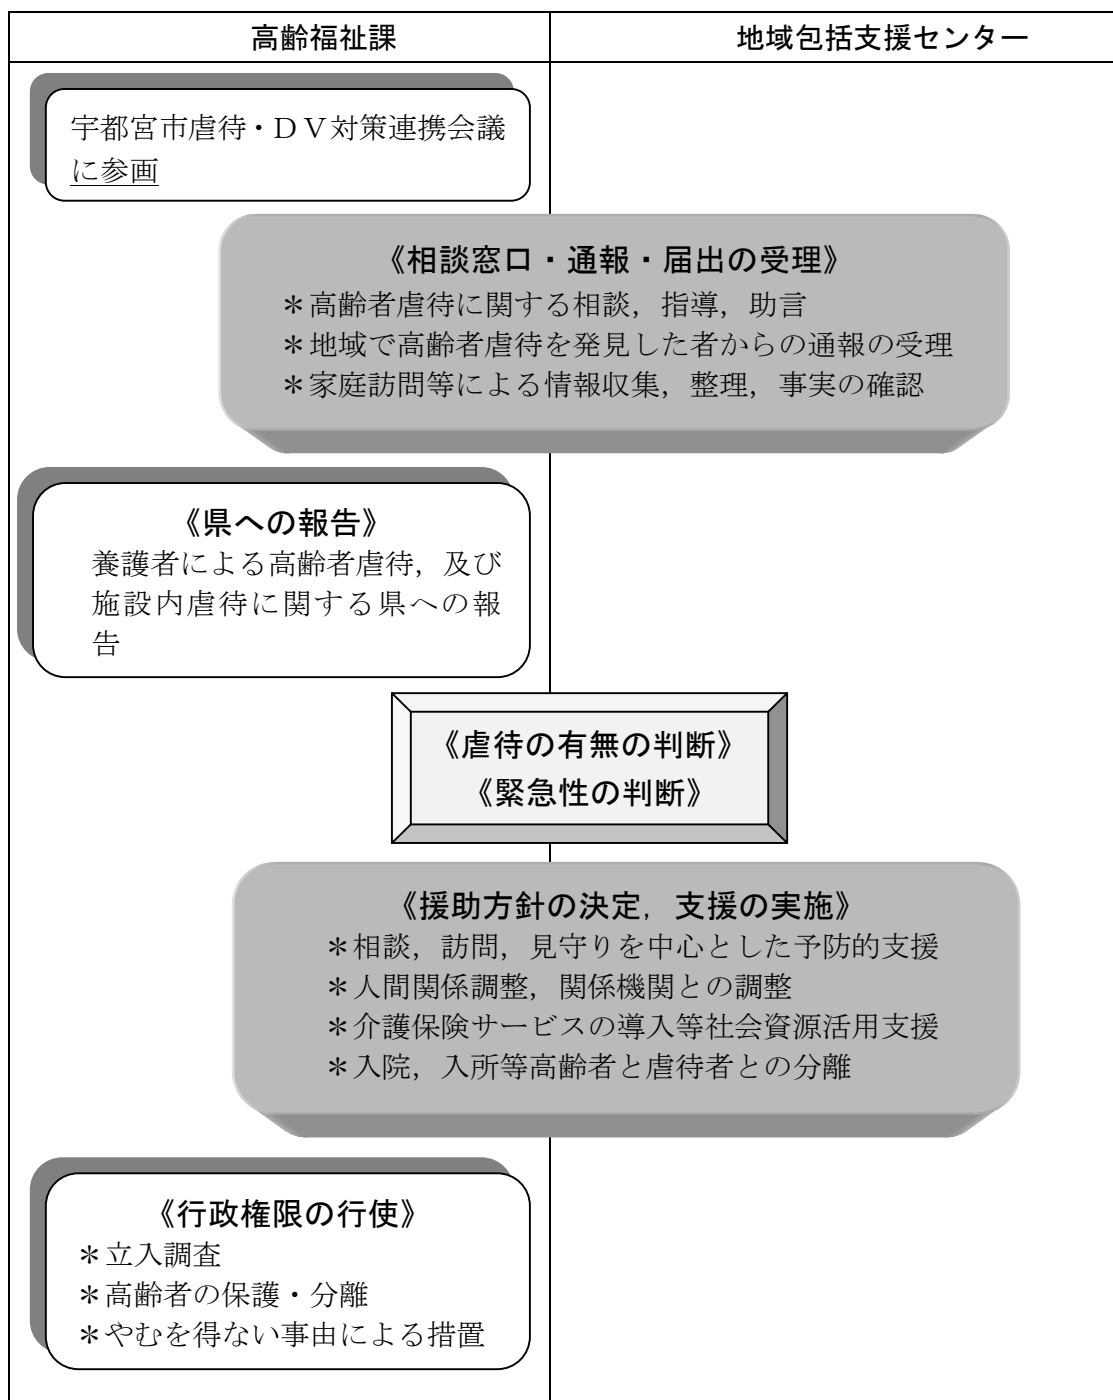 高齢福祉課
地域包括支援センター
宇都宮市虐待・ＤＶ対策連携会議
に参画
《相談窓口・通報・届出の受理》
＊高齢者虐待に関する相談，指導，助言
＊地域で高齢者虐待を発見した者からの通報の受理
＊家庭訪問等による情報収集，整理，事実の確認
《県への報告》
養護者による高齢者虐待，及び
施設内虐待に関する県への報
告
《虐待の有無の判断》
《緊急性の判断》
《援助方針の決定，支援の実施》
＊相談，訪問，見守りを中心とした予防的支援
＊人間関係調整，関係機関との調整
＊介護保険サービスの導入等社会資源活用支援
＊入院，入所等高齢者と虐待者との分離
《行政権限の行使》
＊立入調査
＊高齢者の保護・分離
＊やむを得ない事由による措置